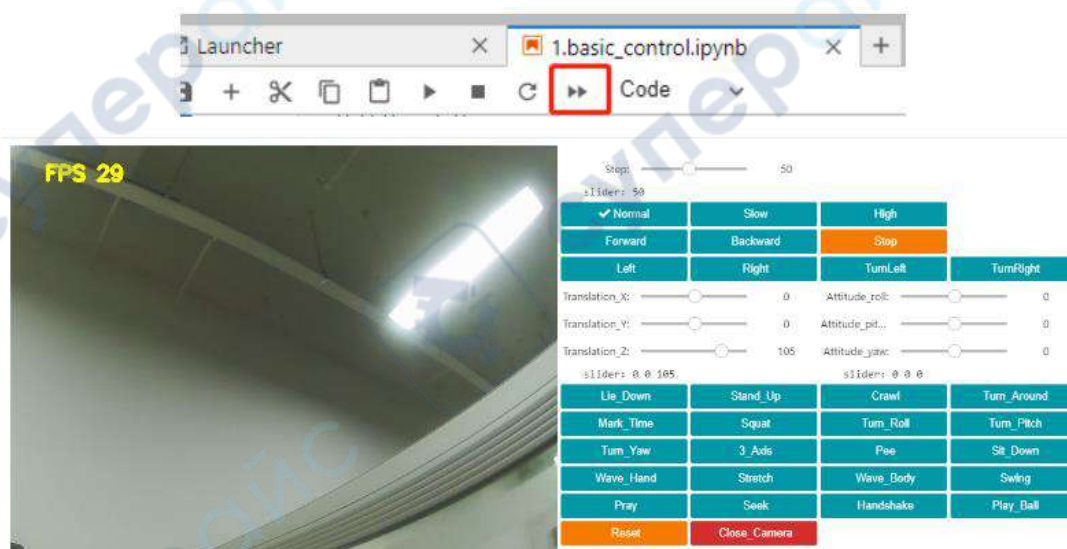 Launcher
1.basic_control.ipynb
Code
FPS 29
Step: 50
slider: 50
Normal Slow High
Forward Backward Stop
Left Right TurnLeft TurnRight
Translation_X: 0 Attitude_roll: 0
Translation_Y: 0 Attitude_pit... 0
Translation_Z: 105 Attitude_yaw: 0
slider: 0 0 105 slider: 0 0 0
Lie_Down Stand_Up Crawl Turn_Around
Mark_Time Squat Turn_Roll Turn_Pitch
Turn_Yaw 3_Axis Pee Sit_Down
Wave_Hand Stretch Wave_Body Swing
Pray Seek Handshake Play_Ball
Reset Close_Camera